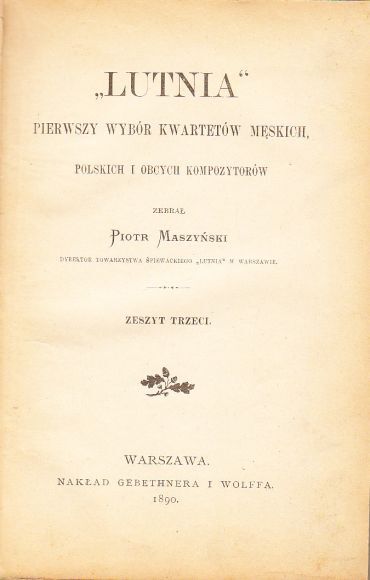 „LUTNIA“
PIERWSZY WYBÓR KWARTETÓW MĘSKICH,
POLSKICH I OBCYCH KOMPOZYTORÓW
ZEBRAŁ
PIOTR MASZYŃSKI
DYREKTOR TOWARZYSTWA ŚPIEWACKIEGO „LUTNIA“ W WARSZAWIE.
ZESZYT TRZECI.
WARSZAWA.
NAKŁAD GEBETHNERA I WOLFFA.
1890.